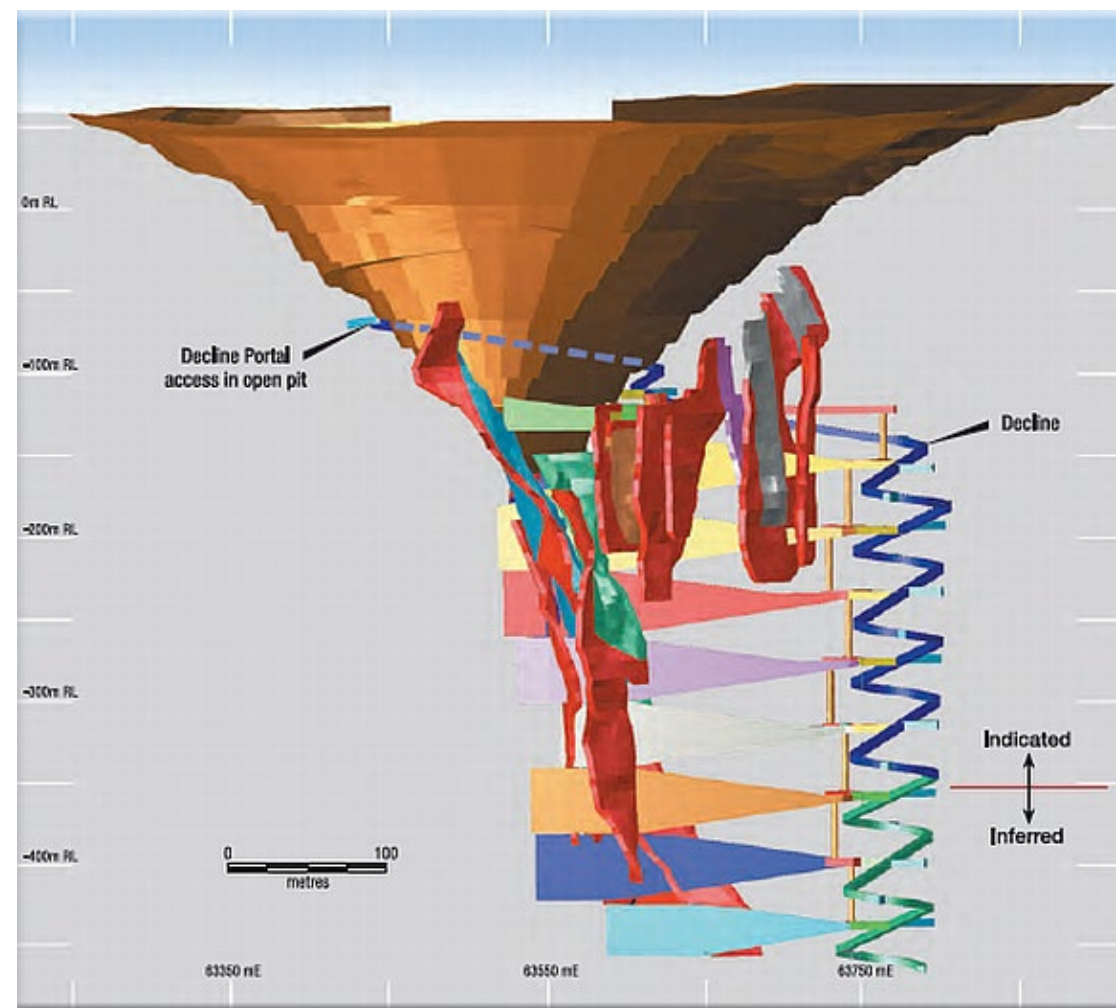 0m RL
Decline Portal
access in open pit
-100m RL
Decline
-200m RL
-300m RL
Indicated
Inferred
-400m RL
0 100
metres
63350 mE 63550 mE 63750 mE